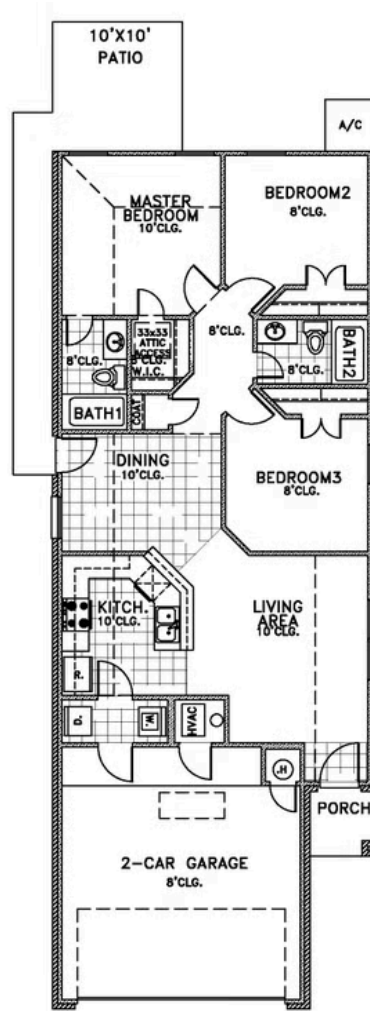 10'X10'
PATIO
A/C
MASTER
BEDROOM
10'CLG.
BEDROOM2
8'CLG.
33x33
ATTIC
ACCESS
8'CLG.
W.I.C.
8'CLG.
8'CLG.
8'CLG.
BATH2
BATH1
COAT
DINING
10'CLG.
BEDROOM3
8'CLG.
KITCH.
10'CLG.
LIVING
AREA
10'CLG.
R.
D.
W.
HVAC
H.
PORCH
2-CAR GARAGE
8'CLG.